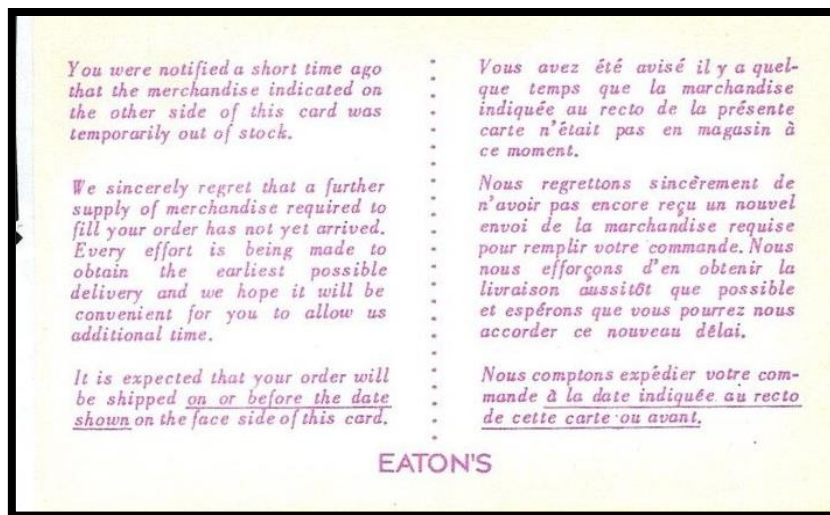 You were notified a short time ago
that the merchandise indicated on
the other side of this card was
temporarily out of stock.
We sincerely regret that a further
supply of merchandise required to
fill your order has not yet arrived.
Every effort is being made to
obtain the earliest possible
delivery and we hope it will be
convenient for you to allow us
additional time.
It is expected that your order will
be shipped on or before the date
shown on the face side of this card.
Vous avez été avisé il y a quel-
que temps que la marchandise
indiquée au recto de la présente
carte n'était pas en magasin à
ce moment.
Nous regrettons sincèrement de
n'avoir pas encore reçu un nouvel
envoi de la marchandise requise
pour remplir votre commande. Nous
nous efforçons d'en obtenir la
livraison aussitôt que possible
et espérons que vous pourrez nous
accorder ce nouveau délai.
Nous comptons expédier votre com-
mande à la date indiquée au recto
de cette carte ou avant.
EATON'S